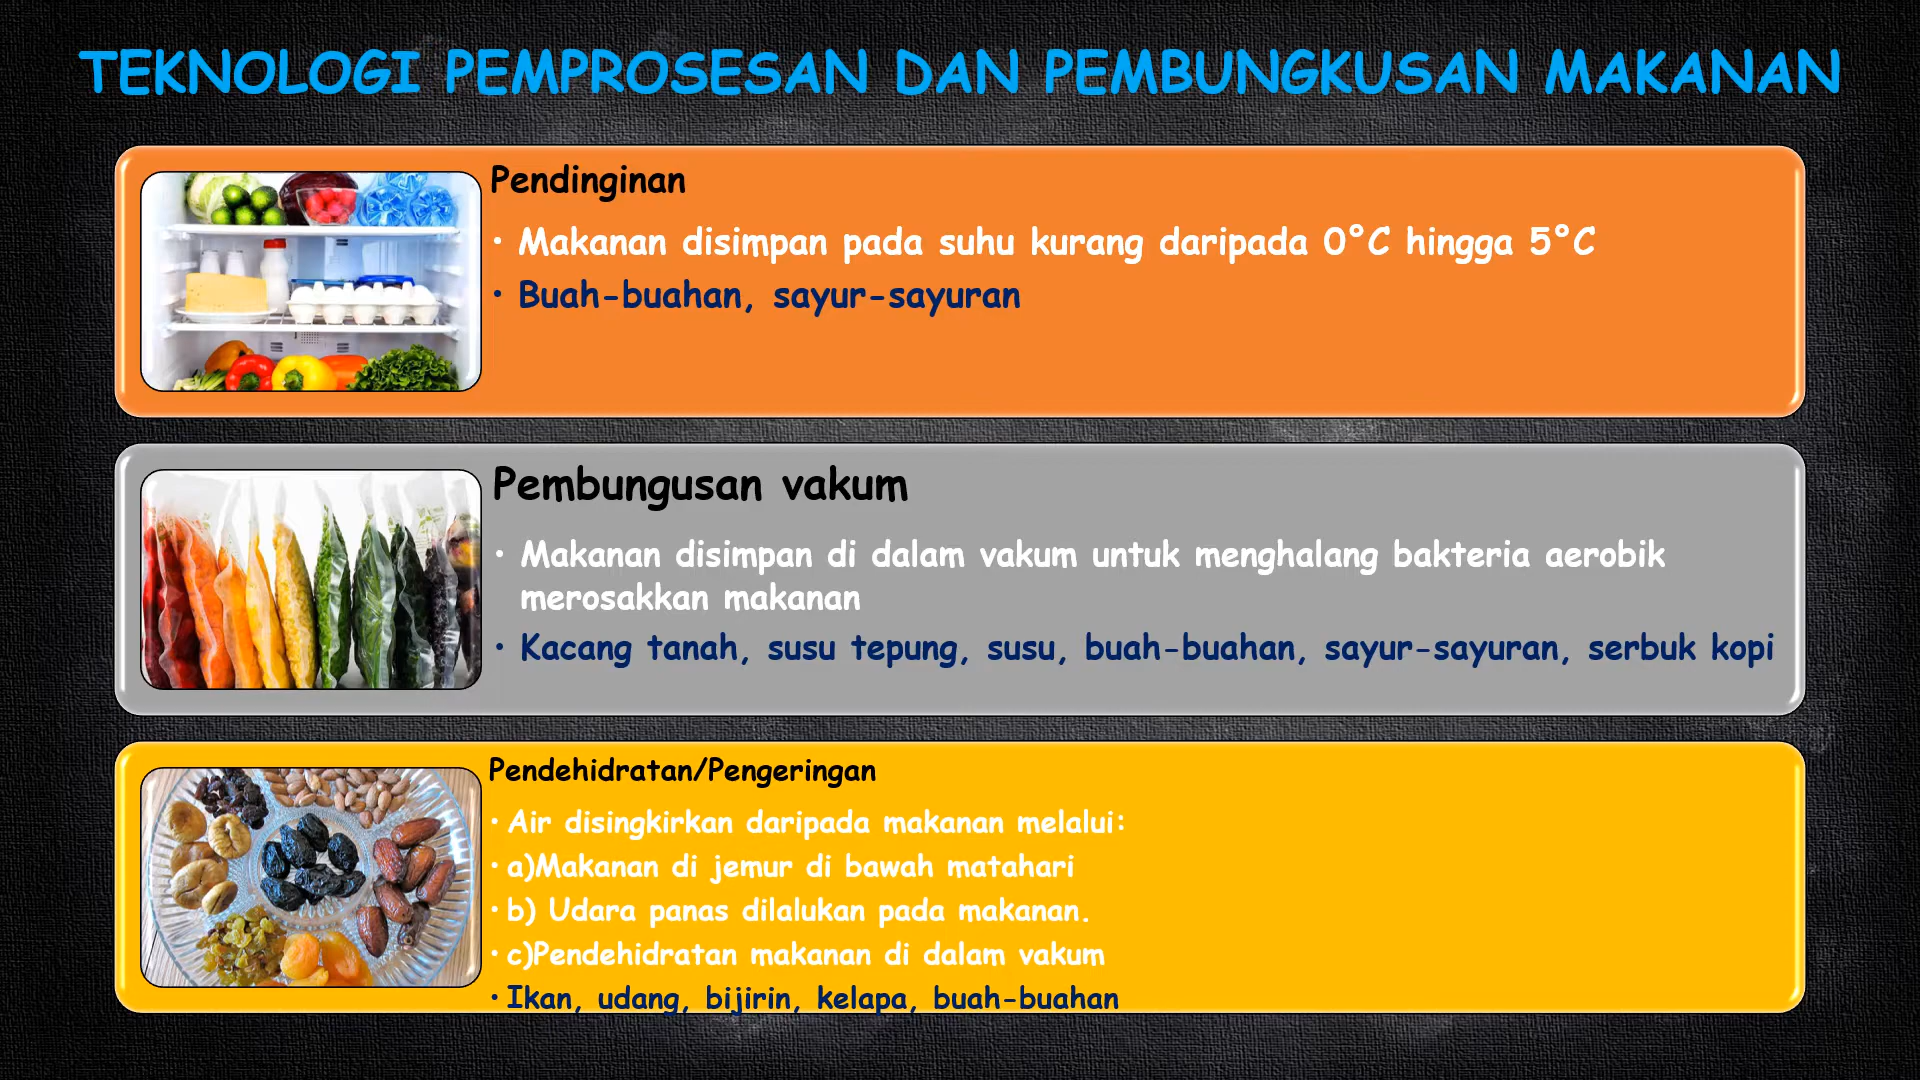 TEKNOLOGI PEMPROSESAN DAN PEMBUNGKUSAN MAKANAN
Pendinginan
• Makanan disimpan pada suhu kurang daripada 0°C hingga 5°C
• Buah-buahan, sayur-sayuran
Pembungusan vakum
• Makanan disimpan di dalam vakum untuk menghalang bakteria aerobik
merosakkan makanan
• Kacang tanah, susu tepung, susu, buah-buahan, sayur-sayuran, serbuk kopi
Pendehidratan/Pengeringan
• Air disingkirkan daripada makanan melalui:
• a)Makanan di jemur di bawah matahari
• b) Udara panas dilalukan pada makanan.
• c)Pendehidratan makanan di dalam vakum
• Ikan, udang, bijirin, kelapa, buah-buahan